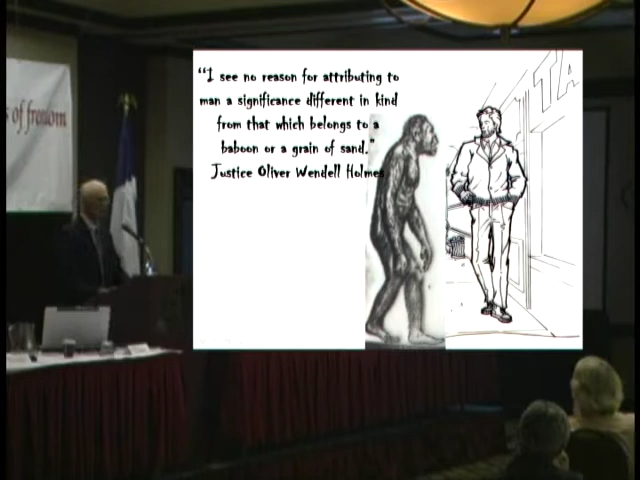 s of freedom
“I see no reason for attributing to
man a significance different in kind
from that which belongs to a
baboon or a grain of sand.”
Justice Oliver Wendell Holmes
TA